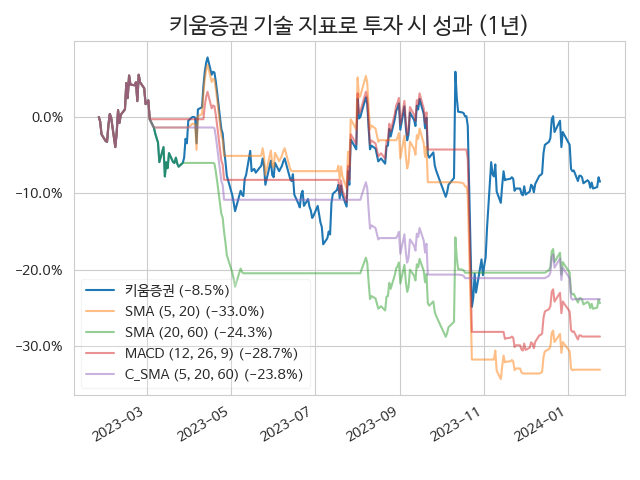 키움증권 기술 지표로 투자 시 성과 (1년)
0.0%
−10.0%
−20.0%
−30.0%
키움증권 (−8.5%)
SMA (5, 20) (−33.0%)
SMA (20, 60) (−24.3%)
MACD (12, 26, 9) (−28.7%)
C_SMA (5, 20, 60) (−23.8%)
2023−03
2023−05
2023−07
2023−09
2023−11
2024−01